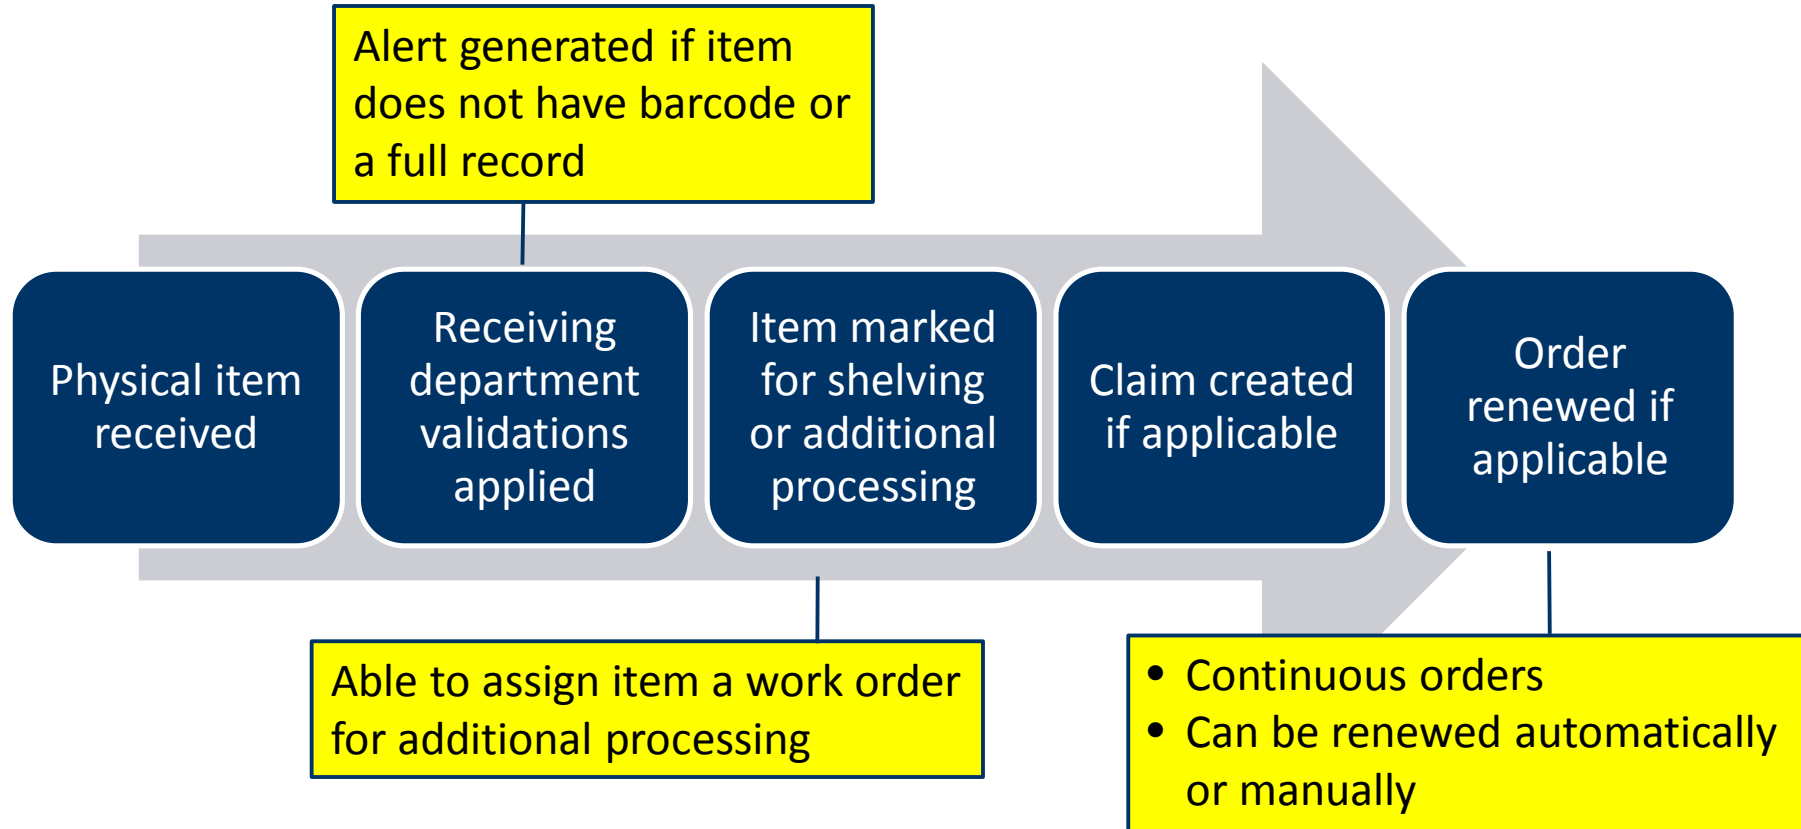 Alert generated if item
does not have barcode or
a full record
Physical item
received
Receiving
department
validations
applied
Item marked
for shelving
or additional
processing
Claim created
if applicable
Order
renewed if
applicable
Able to assign item a work order
for additional processing
• Continuous orders
• Can be renewed automatically
or manually